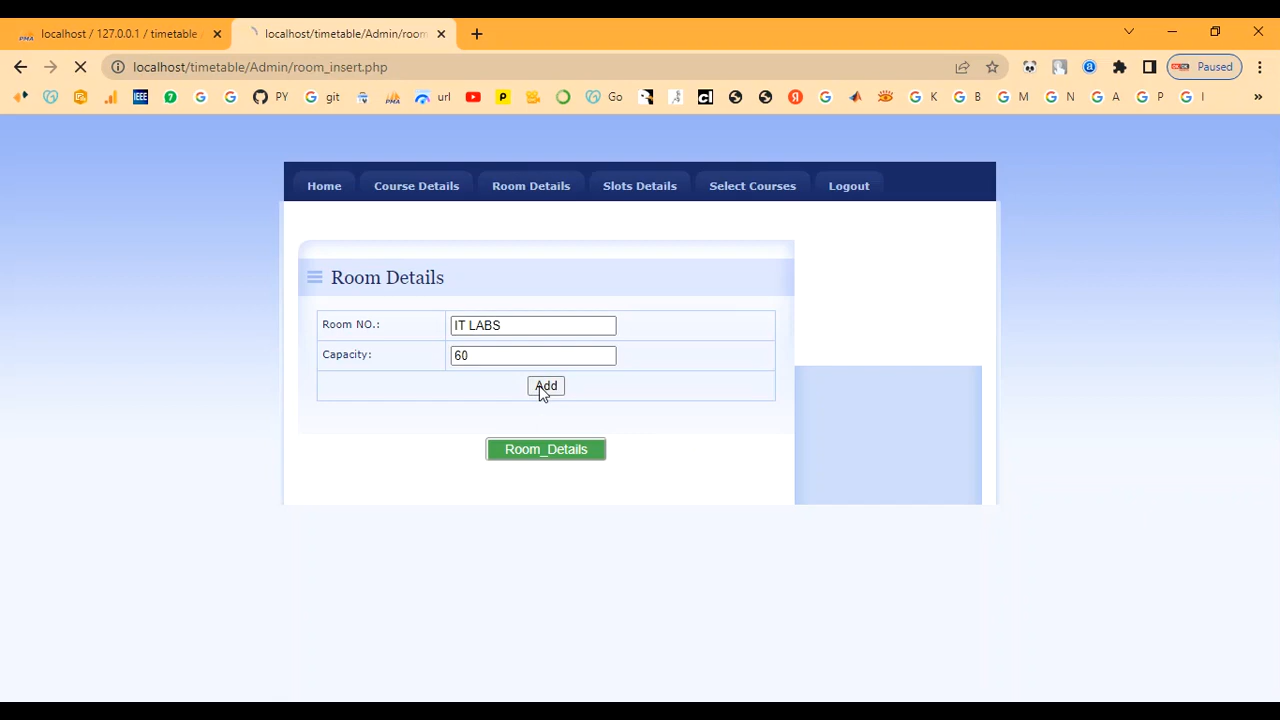 localhost / 127.0.0.1 / timetable
localhost/timetable/Admin/room
localhost/timetable/Admin/room_insert.php
Paused
IEEE
PY
git
url
Go
K
B
M
N
A
P
I
Home
Course Details
Room Details
Slots Details
Select Courses
Logout
Room Details
Room NO.:
IT LABS
Capacity:
60
Add
Room_Details